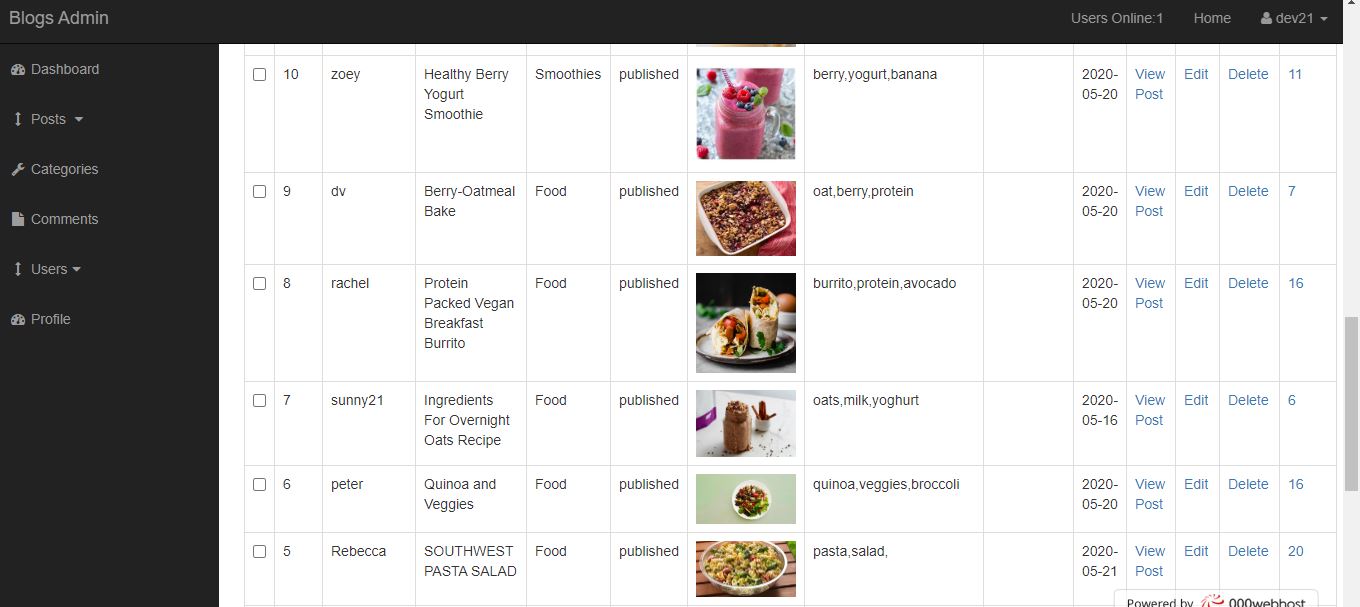 Blogs Admin
Users Online:1 Home dev21
Dashboard
Posts
Categories
Comments
Users
Profile
10 zoey Healthy Berry Smoothies published berry,yogurt,banana 2020- View Edit Delete 11
Yogurt 05-20 Post
Smoothie
9 dv Berry-Oatmeal Food published oat,berry,protein 2020- View Edit Delete 7
Bake 05-20 Post
8 rachel Protein Food published burrito,protein,avocado 2020- View Edit Delete 16
Packed Vegan 05-20 Post
Breakfast
Burrito
7 sunny21 Ingredients Food published oats,milk,yoghurt 2020- View Edit Delete 6
For Overnight 05-16 Post
Oats Recipe
6 peter Quinoa and Food published quinoa,veggies,broccoli 2020- View Edit Delete 16
Veggies 05-20 Post
5 Rebecca SOUTHWEST Food published pasta,salad, 2020- View Edit Delete 20
PASTA SALAD 05-21 Post
Powered by 000webhost